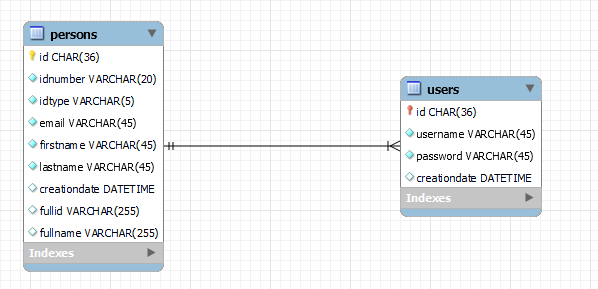 persons
id CHAR(36)
idnumber VARCHAR(20)
idtype VARCHAR(5)
email VARCHAR(45)
firstname VARCHAR(45)
lastname VARCHAR(45)
creationdate DATETIME
fullid VARCHAR(255)
fullname VARCHAR(255)
Indexes
users
id CHAR(36)
username VARCHAR(45)
password VARCHAR(45)
creationdate DATETIME
Indexes